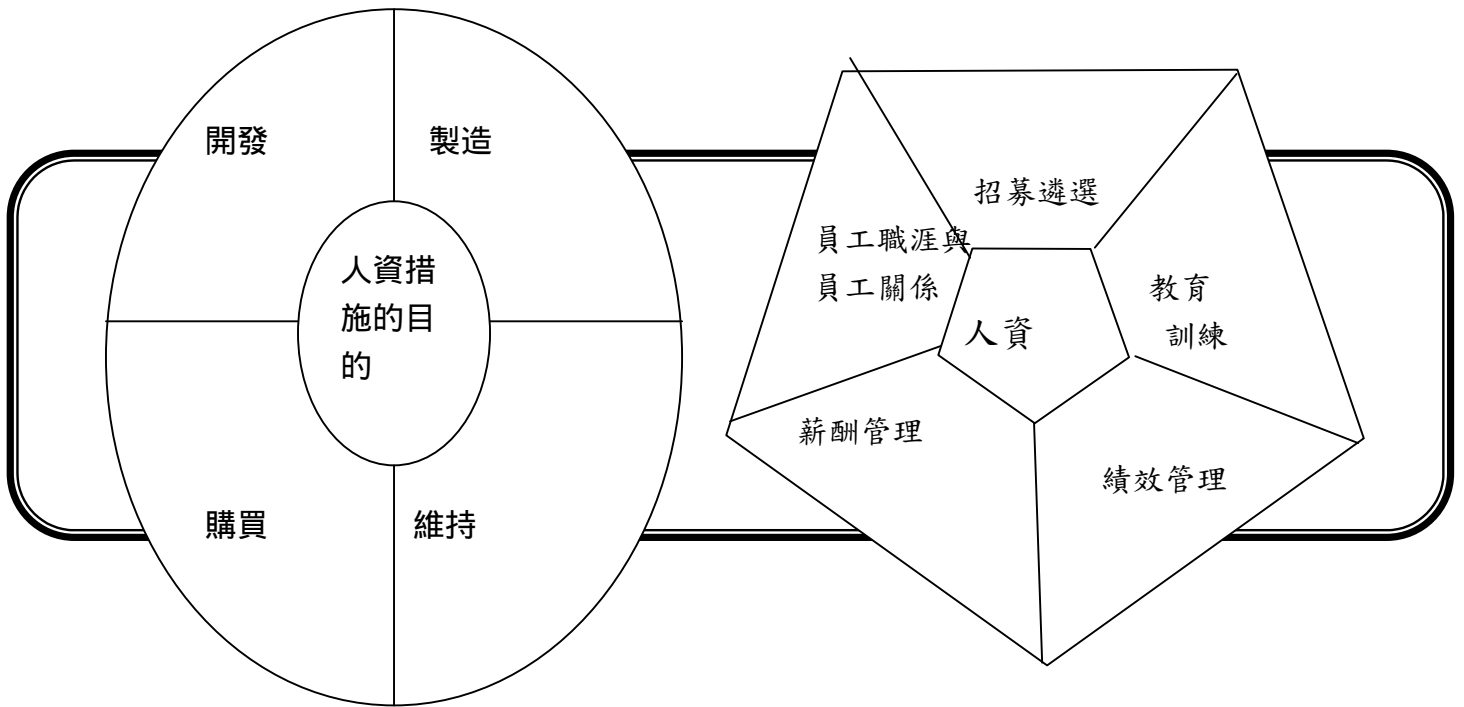 開發
製造
人資措
施的目
的
購買
維持
招募遴選
員工職涯與
員工關係
教育
訓練
人資
薪酬管理
績效管理